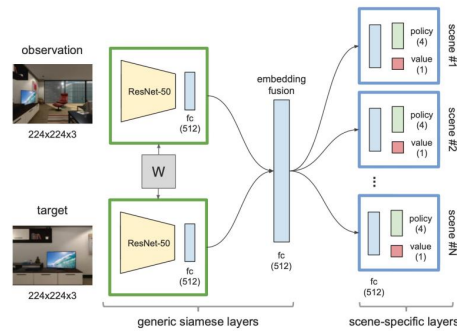 observation
224x224x3
target
224x224x3
ResNet-50
fc
(512)
W
ResNet-50
fc
(512)
embedding
fusion
fc
(512)
generic siamese layers
policy
(4)
value
(1)
scene #1
policy
(4)
value
(1)
scene #2
...
policy
(4)
value
(1)
scene #N
fc
(512)
scene-specific layers